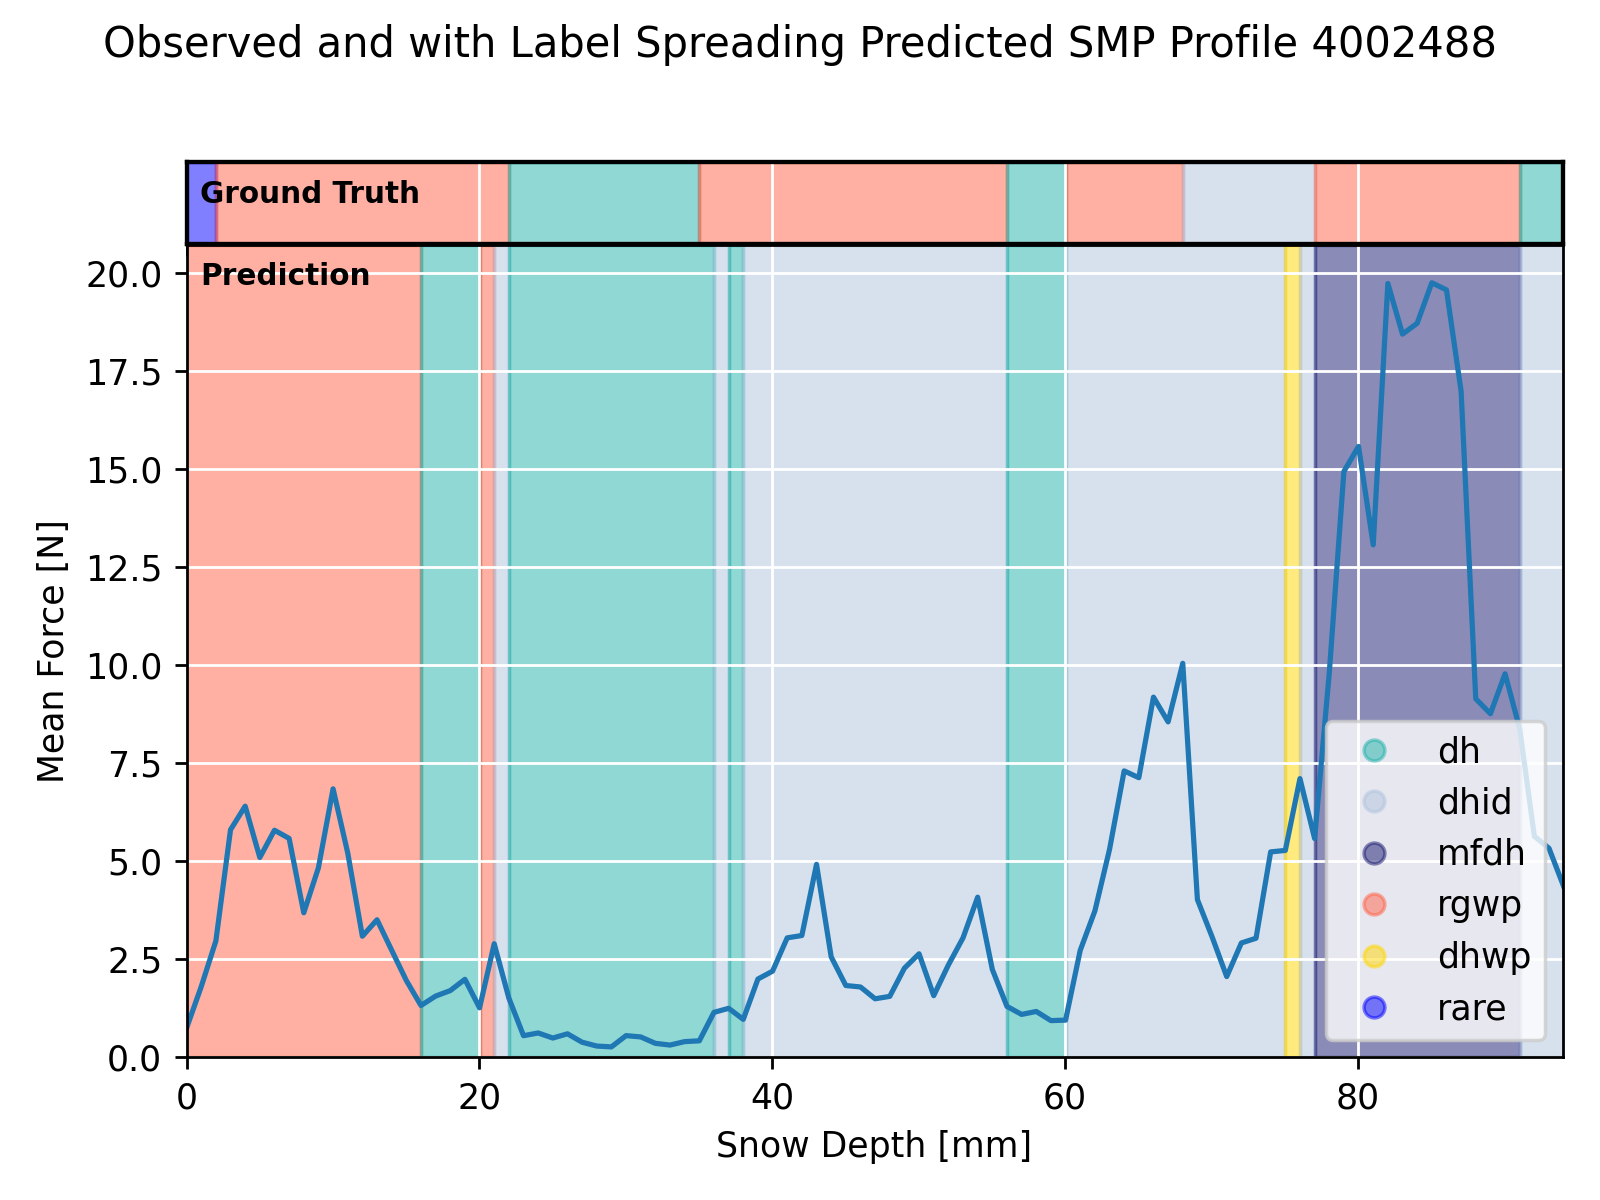 Observed and with Label Spreading Predicted SMP Profile 4002488
Ground Truth
Prediction
20.0
17.5
15.0
12.5
10.0
7.5
5.0
2.5
0.0
Mean Force [N]
dh
dhid
mfdh
rgwp
dhwp
rare
0 20 40 60 80
Snow Depth [mm]